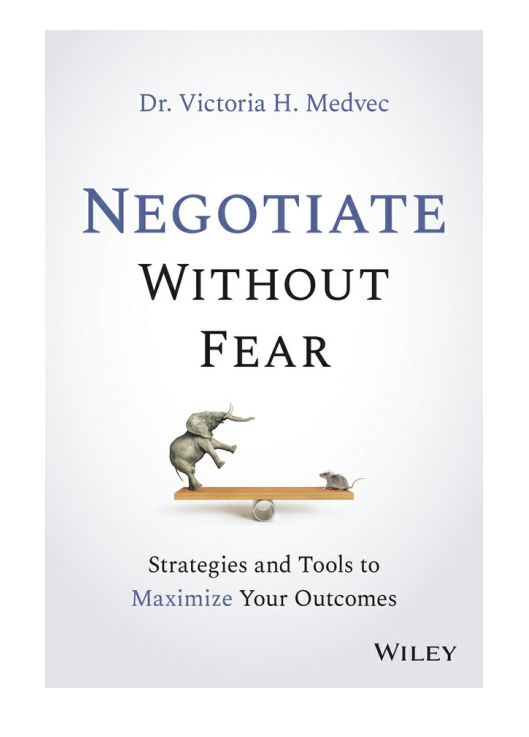 Dr. Victoria H. Medvec
Negotiate
Without
Fear
Strategies and Tools to
Maximize Your Outcomes
Wiley